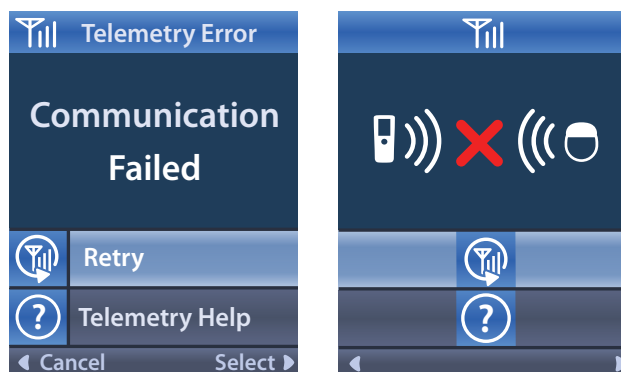 Telemetry Error
Communication
Failed
Retry
? Telemetry Help
Cancel Select
?